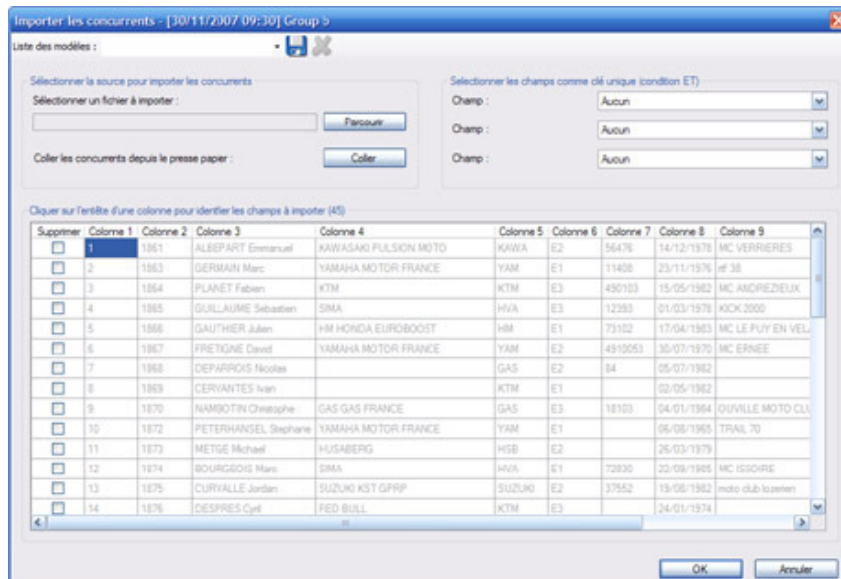 Importer les concurrents - [30/11/2007 09:30] Group 5
Liste des modèles :
Sélectionner la source pour importer les concurrents
Sélectionner un fichier à importer :
Parcourir
Coller les concurrents depuis le presse papier :
Coller
Selectionner les champs comme clé unique (condition ET)
Champ : Aucun
Champ : Aucun
Champ : Aucun
Cliquer sur l'entête d'une colonne pour identifier les champs à importer (45)
Supprimer Colonne 1 Colonne 2 Colonne 3 Colonne 4 Colonne 5 Colonne 6 Colonne 7 Colonne 8 Colonne 9
1 1861 ALBEPART Emmanuel KAWASAKI FULSION MOTO KAWA E2 56476 14/12/1978 MC VERRIERES
2 1863 GERMAIN Marc YAMAHA MOTOR FRANCE YAM E1 11408 23/11/1976 mf 38
3 1864 PLANET Fabien KTM KTM E3 490103 15/05/1982 MC ANDREZIEUX
4 1865 GUILLAUME Sebastien SIMA HVA E3 12393 01/03/1978 KICK 2000
5 1866 GAUTHIER Julien HM HONDA EUROBOOST HM E1 73102 17/04/1983 MC LE PUY EN VEL
6 1867 FRETIGNE David YAMAHA MOTOR FRANCE YAM E2 4910053 30/07/1970 MC ERNEE
7 1868 DEPARROIS Nicolas GAS E2 84 05/07/1982
8 1869 CERVANTES Ivan KTM E1 02/05/1982
9 1870 NAMBOTIN Christophe GAS GAS FRANCE GAS E3 18103 04/01/1984 OUVILLE MOTO CLU
10 1872 PETERHANSEL Stephane YAMAHA MOTOR FRANCE YAM E1 06/08/1965 TRAIL 70
11 1873 METGE Michael HUSABERG HSB E2 26/03/1979
12 1874 BOURGEOIS Marc SIMA HVA E1 72830 22/09/1985 MC ISSOIRE
13 1875 CURVALLE Jordan SUZUKI KST GPRP SUZUKI E2 37552 19/08/1982 moto club lozerien
14 1876 DESPRES Cyril RED BULL KTM E3 24/01/1974
OK Annuler